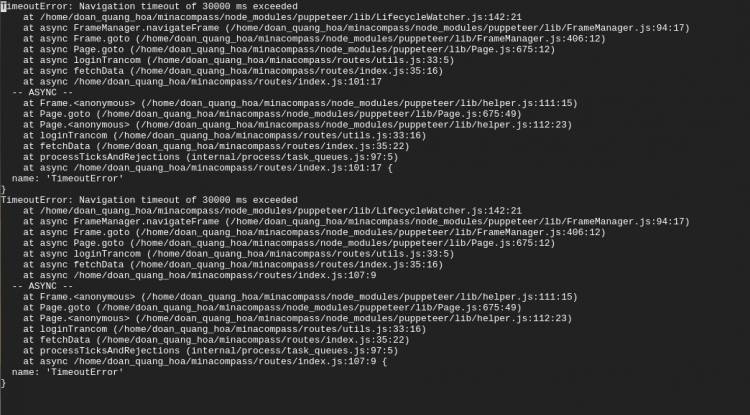 TimeoutError: Navigation timeout of 30000 ms exceeded
    at /home/doan_quang_hoa/minacompass/node_modules/puppeteer/lib/LifecycleWatcher.js:142:21
    at async FrameManager.navigateFrame (/home/doan_quang_hoa/minacompass/node_modules/puppeteer/lib/FrameManager.js:94:17)
    at async Frame.goto (/home/doan_quang_hoa/minacompass/node_modules/puppeteer/lib/FrameManager.js:406:12)
    at async Page.goto (/home/doan_quang_hoa/minacompass/node_modules/puppeteer/lib/Page.js:675:12)
    at async loginTrancom (/home/doan_quang_hoa/minacompass/routes/utils.js:33:5)
    at async fetchData (/home/doan_quang_hoa/minacompass/routes/index.js:35:16)
    at async /home/doan_quang_hoa/minacompass/routes/index.js:101:17
  -- ASYNC --
    at Frame.<anonymous> (/home/doan_quang_hoa/minacompass/node_modules/puppeteer/lib/helper.js:111:15)
    at Page.goto (/home/doan_quang_hoa/minacompass/node_modules/puppeteer/lib/Page.js:675:49)
    at Page.<anonymous> (/home/doan_quang_hoa/minacompass/node_modules/puppeteer/lib/helper.js:112:23)
    at loginTrancom (/home/doan_quang_hoa/minacompass/routes/utils.js:33:16)
    at fetchData (/home/doan_quang_hoa/minacompass/routes/index.js:35:22)
    at processTicksAndRejections (internal/process/task_queues.js:97:5)
    at async /home/doan_quang_hoa/minacompass/routes/index.js:101:17 {
  name: 'TimeoutError'
}
TimeoutError: Navigation timeout of 30000 ms exceeded
    at /home/doan_quang_hoa/minacompass/node_modules/puppeteer/lib/LifecycleWatcher.js:142:21
    at async FrameManager.navigateFrame (/home/doan_quang_hoa/minacompass/node_modules/puppeteer/lib/FrameManager.js:94:17)
    at async Frame.goto (/home/doan_quang_hoa/minacompass/node_modules/puppeteer/lib/FrameManager.js:406:12)
    at async Page.goto (/home/doan_quang_hoa/minacompass/node_modules/puppeteer/lib/Page.js:675:12)
    at async loginTrancom (/home/doan_quang_hoa/minacompass/routes/utils.js:33:5)
    at async fetchData (/home/doan_quang_hoa/minacompass/routes/index.js:35:16)
    at async /home/doan_quang_hoa/minacompass/routes/index.js:107:9
  -- ASYNC --
    at Frame.<anonymous> (/home/doan_quang_hoa/minacompass/node_modules/puppeteer/lib/helper.js:111:15)
    at Page.goto (/home/doan_quang_hoa/minacompass/node_modules/puppeteer/lib/Page.js:675:49)
    at Page.<anonymous> (/home/doan_quang_hoa/minacompass/node_modules/puppeteer/lib/helper.js:112:23)
    at loginTrancom (/home/doan_quang_hoa/minacompass/routes/utils.js:33:16)
    at fetchData (/home/doan_quang_hoa/minacompass/routes/index.js:35:22)
    at processTicksAndRejections (internal/process/task_queues.js:97:5)
    at async /home/doan_quang_hoa/minacompass/routes/index.js:107:9 {
  name: 'TimeoutError'
}